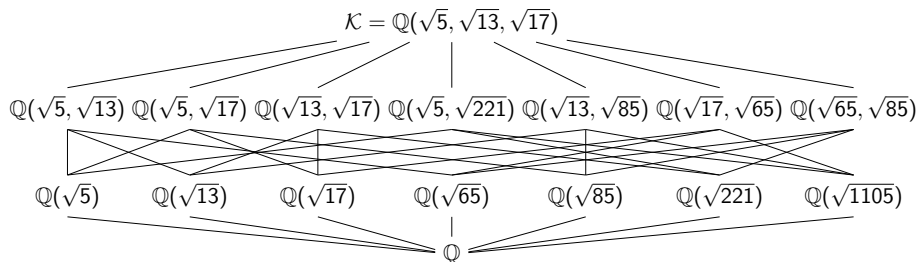 𝒦 = ℚ(√5, √13, √17)
ℚ(√5, √13) ℚ(√5, √17) ℚ(√13, √17) ℚ(√5, √221) ℚ(√13, √85) ℚ(√17, √65) ℚ(√65, √85)
ℚ(√5) ℚ(√13) ℚ(√17) ℚ(√65) ℚ(√85) ℚ(√221) ℚ(√1105)
ℚ